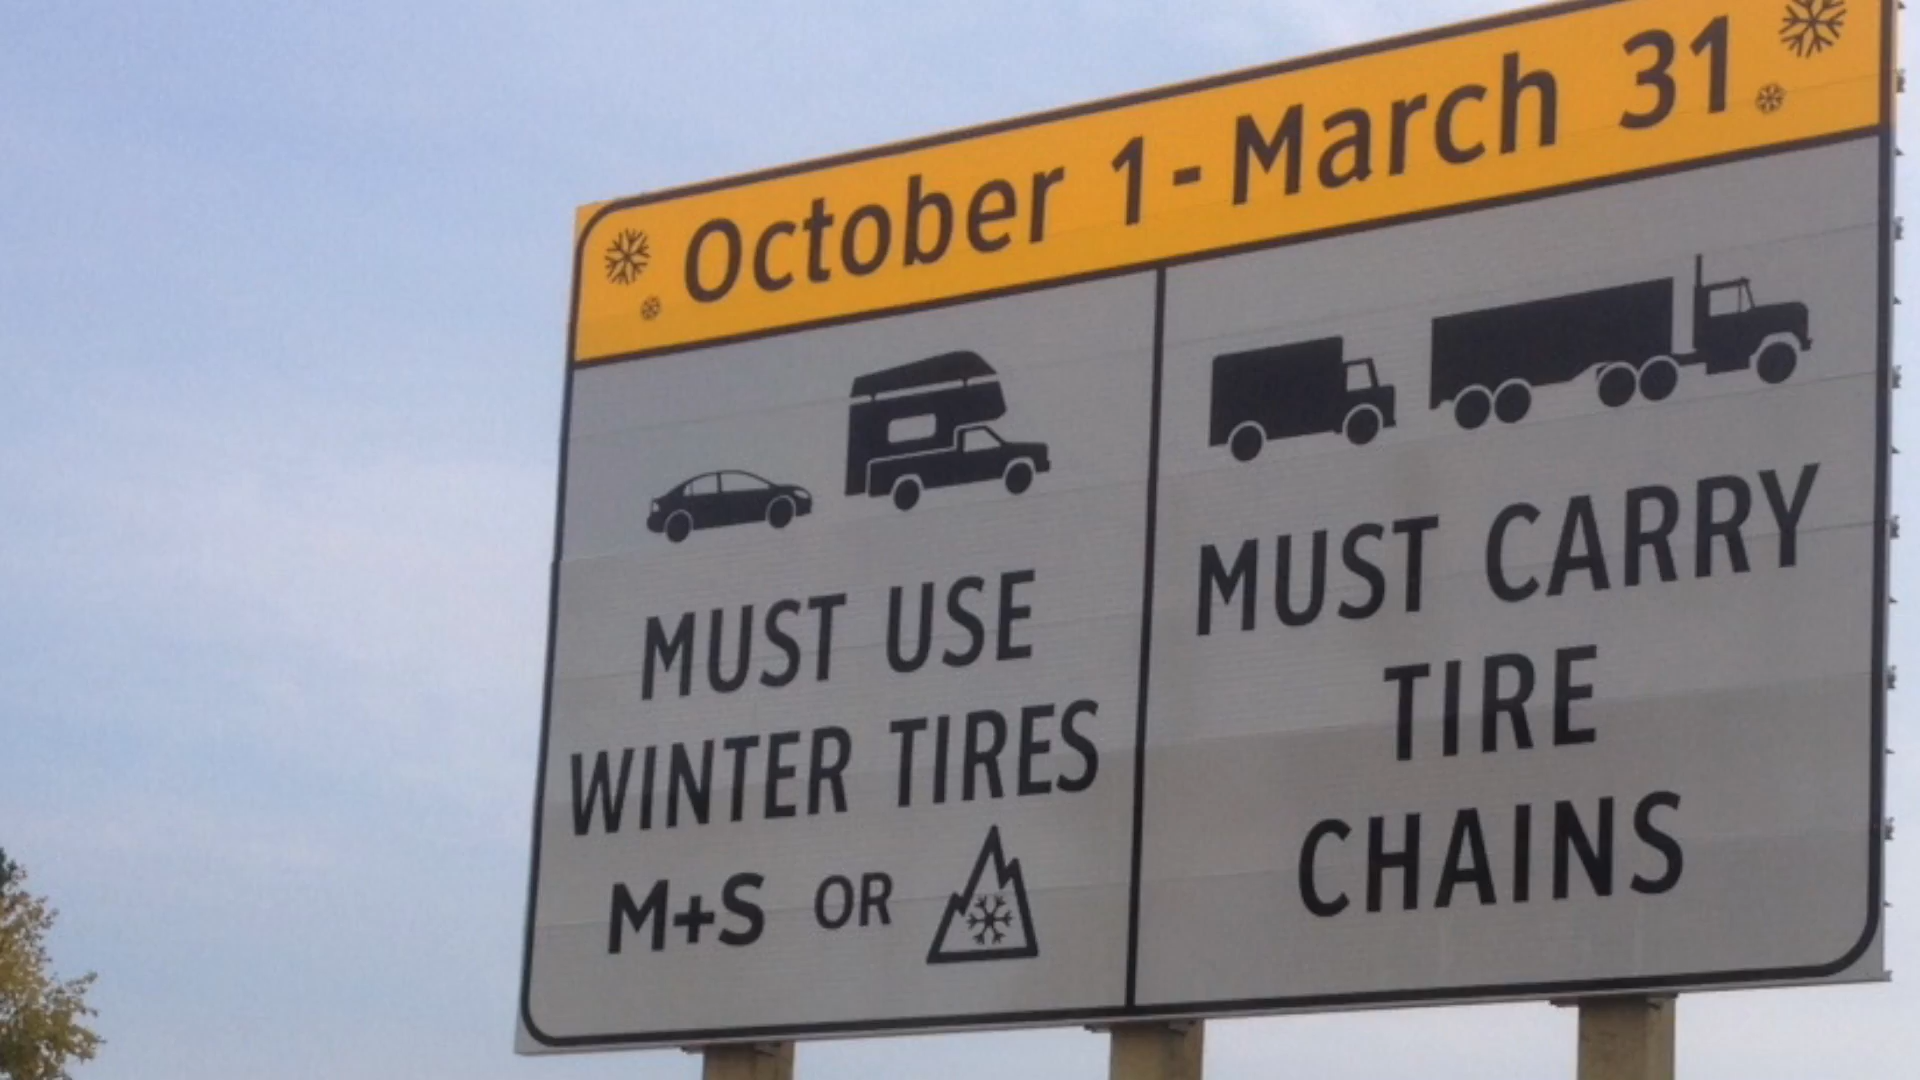 October 1 - March 31
MUST USE
WINTER TIRES
M+S OR
MUST CARRY
TIRE
CHAINS